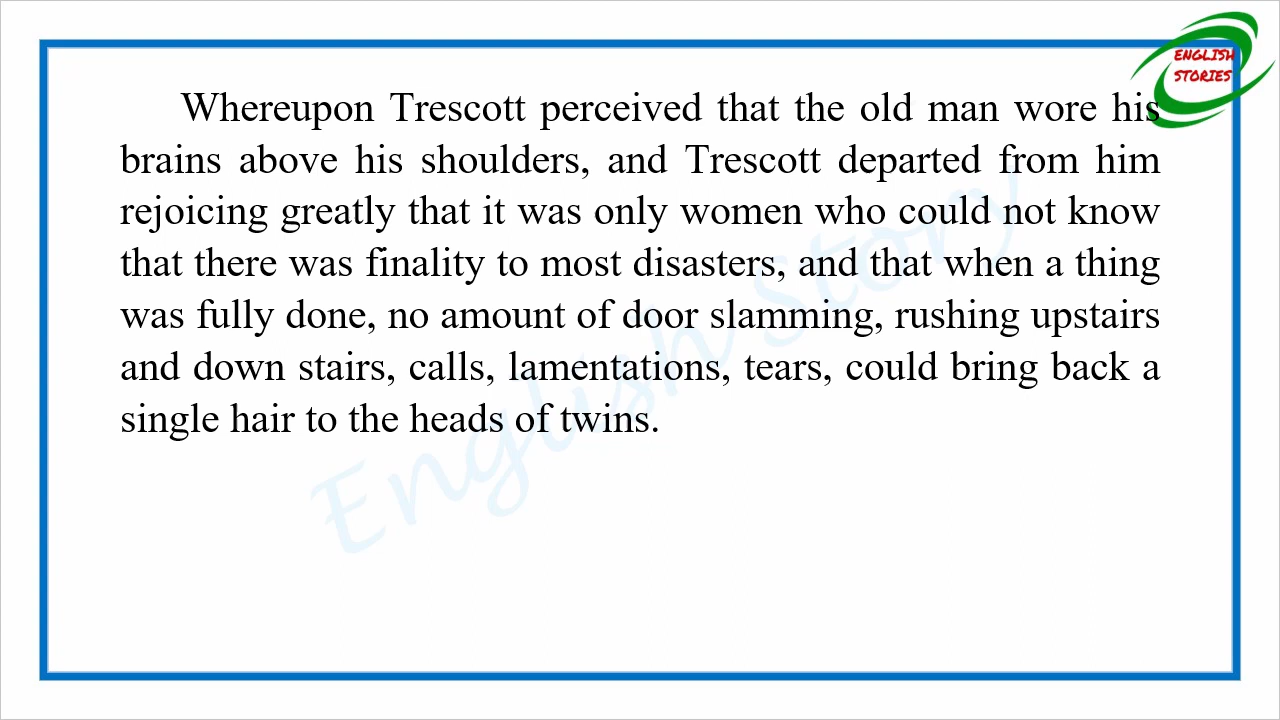 ENGLISH
STORIES
Whereupon Trescott perceived that the old man wore his
brains above his shoulders, and Trescott departed from him
rejoicing greatly that it was only women who could not know
that there was finality to most disasters, and that when a thing
was fully done, no amount of door slamming, rushing upstairs
and down stairs, calls, lamentations, tears, could bring back a
single hair to the heads of twins.
English Story